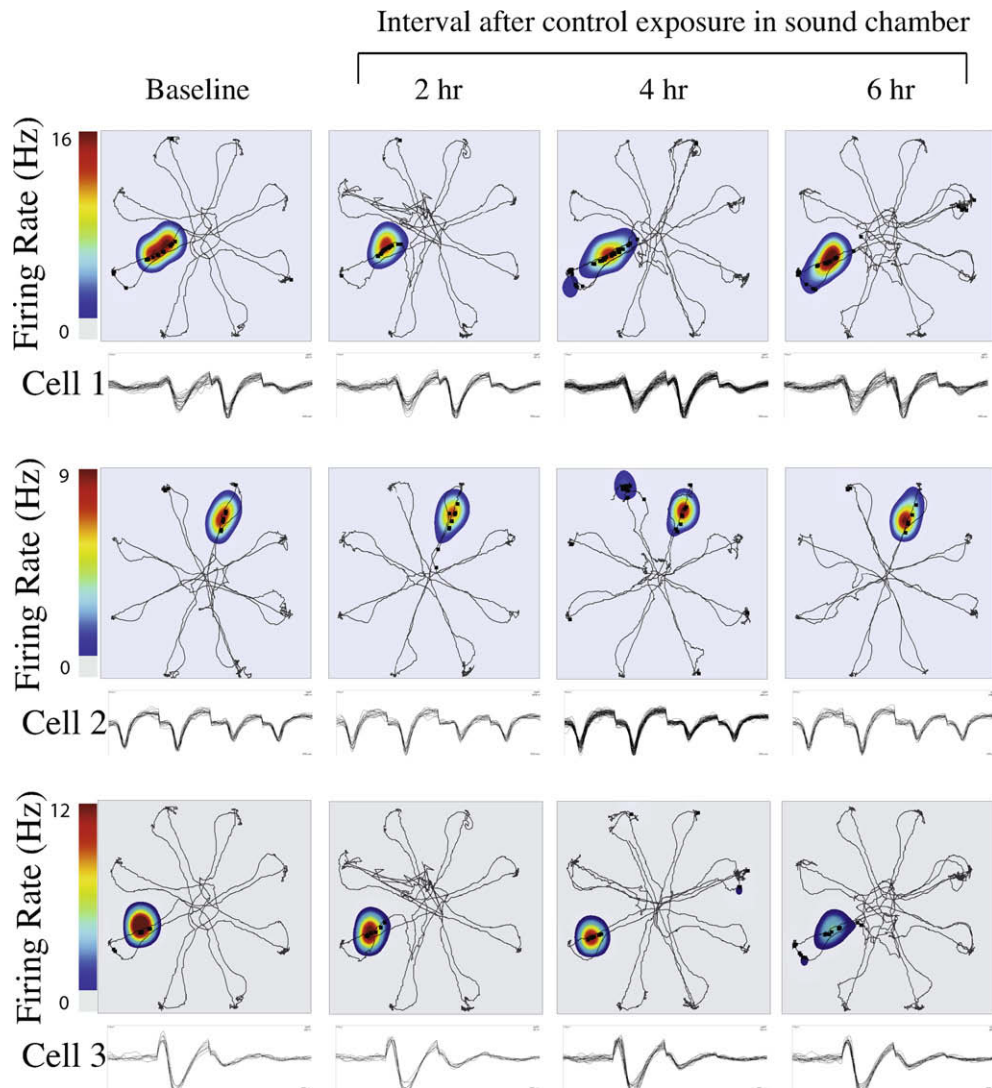 Interval after control exposure in sound chamber
Baseline 2 hr 4 hr 6 hr
Firing Rate (Hz)
16
0
Cell 1
Firing Rate (Hz)
9
0
Cell 2
Firing Rate (Hz)
12
0
Cell 3